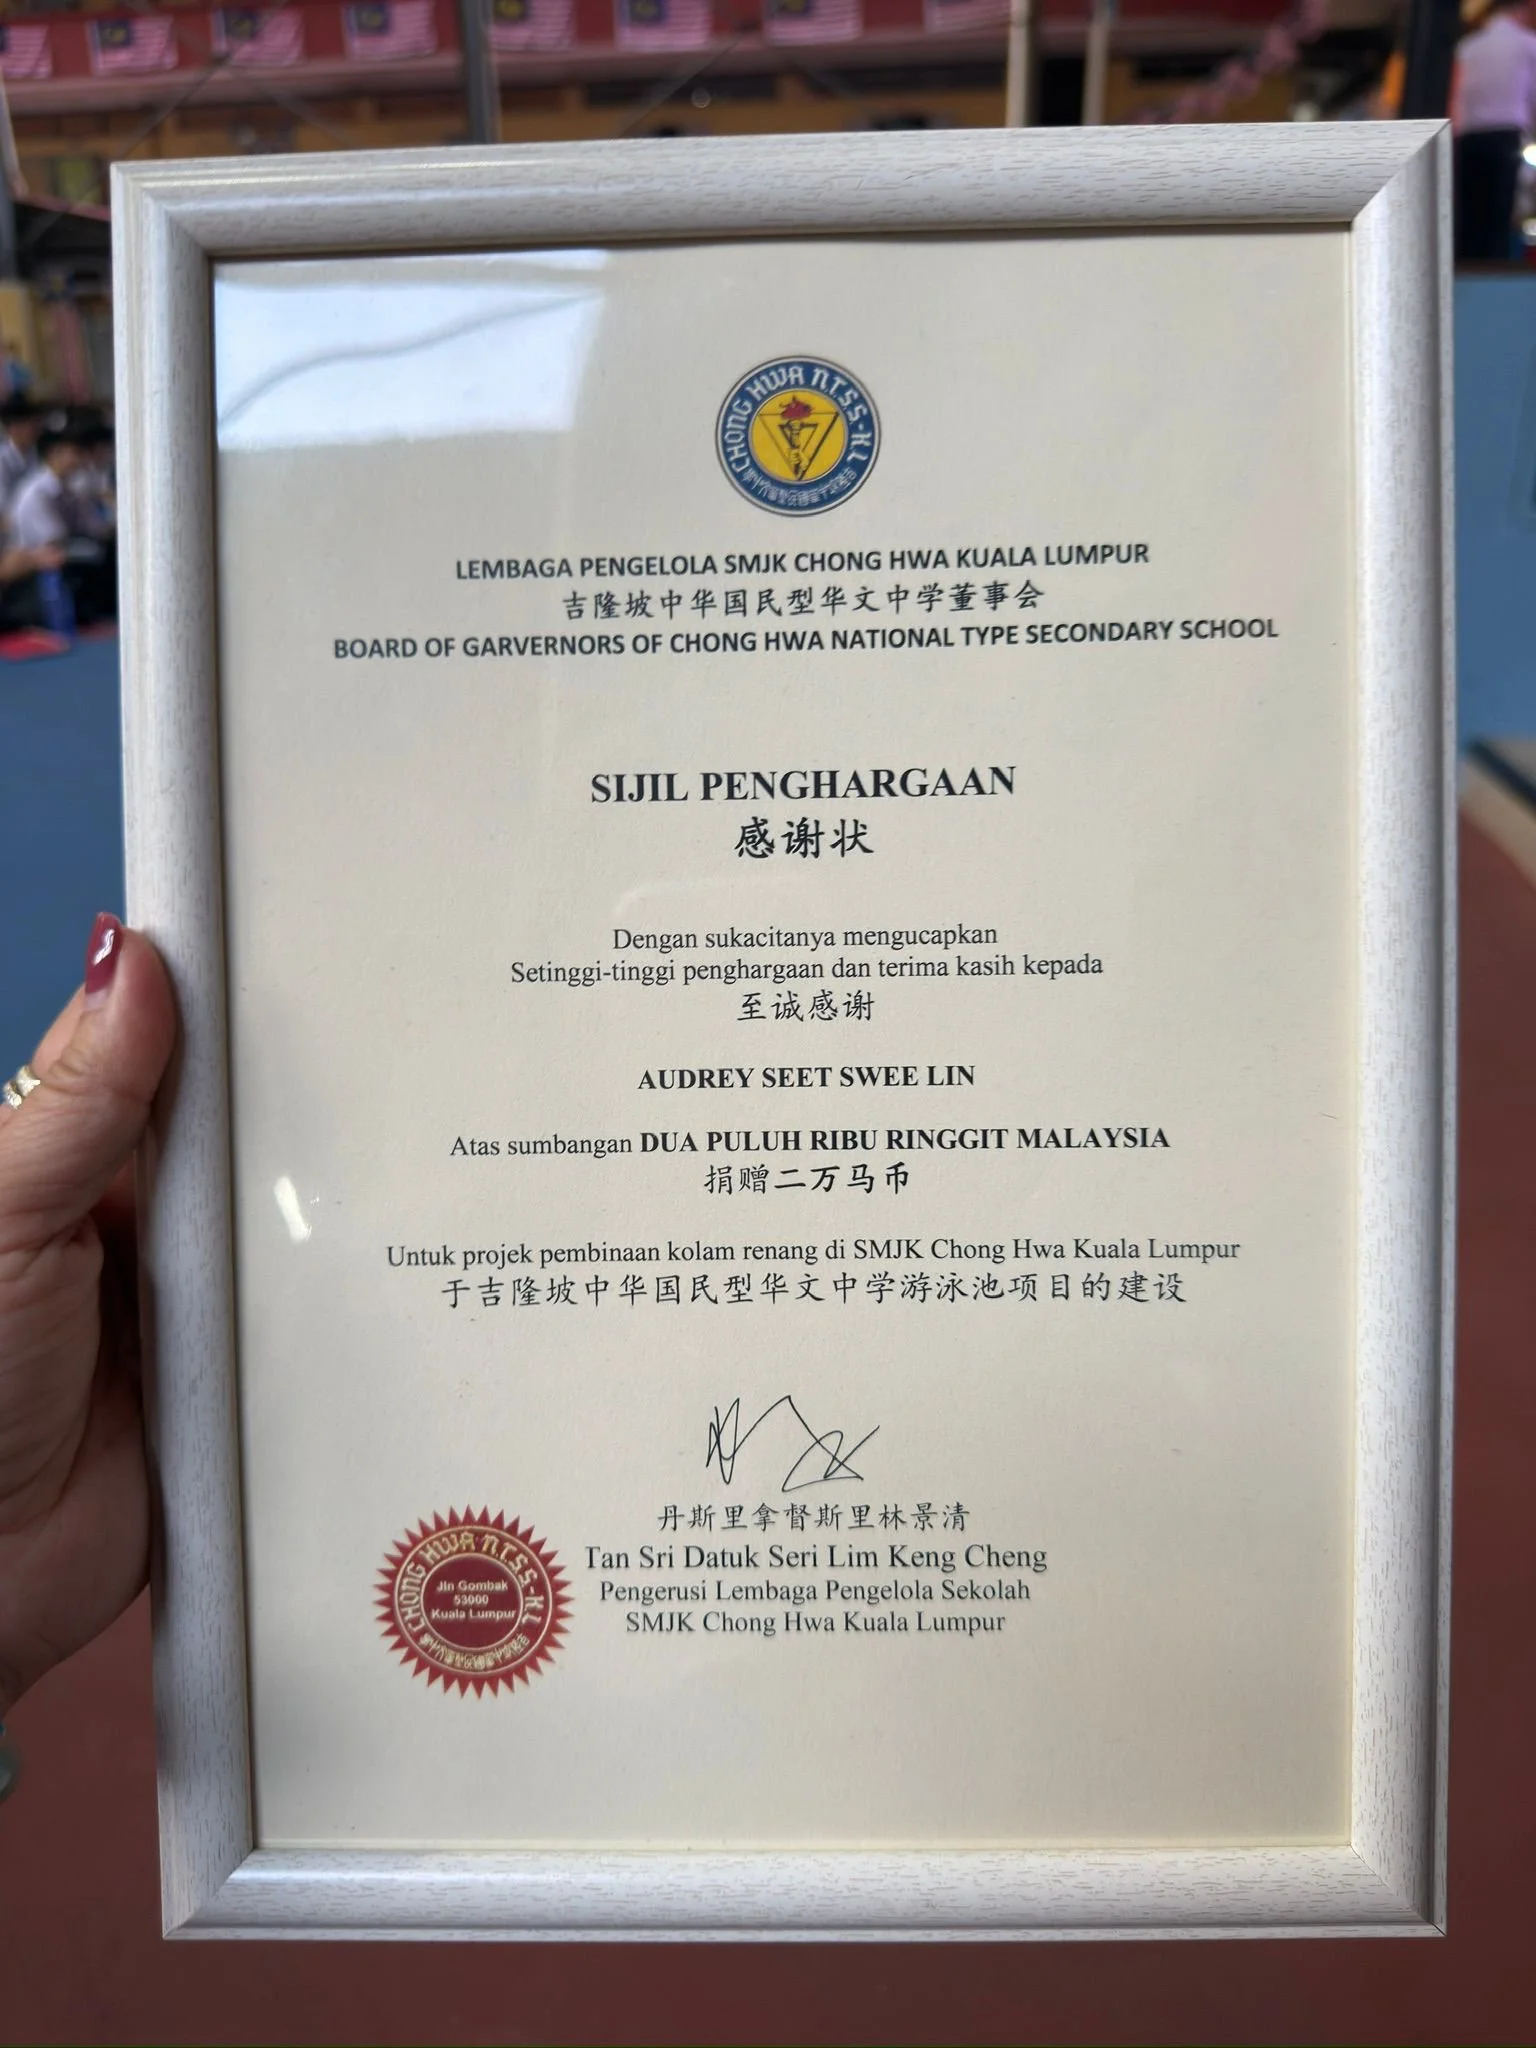 CHONG HWA N.T.S.S.-K.L
LEMBAGA PENGELOLA SMJK CHONG HWA KUALA LUMPUR
吉隆坡中华国民型华文中学董事会
BOARD OF GARVERNORS OF CHONG HWA NATIONAL TYPE SECONDARY SCHOOL
SIJIL PENGHARGAAN
感谢状
Dengan sukacitanya mengucapkan
Setinggi-tinggi penghargaan dan terima kasih kepada
至诚感谢
AUDREY SEET SWEE LIN
Atas sumbangan DUA PULUH RIBU RINGGIT MALAYSIA
捐赠二万马币
Untuk projek pembinaan kolam renang di SMJK Chong Hwa Kuala Lumpur
于吉隆坡中华国民型华文中学游泳池项目的建设
丹斯里拿督斯里林景清
Tan Sri Datuk Seri Lim Keng Cheng
Pengerusi Lembaga Pengelola Sekolah
SMJK Chong Hwa Kuala Lumpur
CHONG HWA N.T.S.S.-K.L
Jln Gombak
53000
Kuala Lumpur